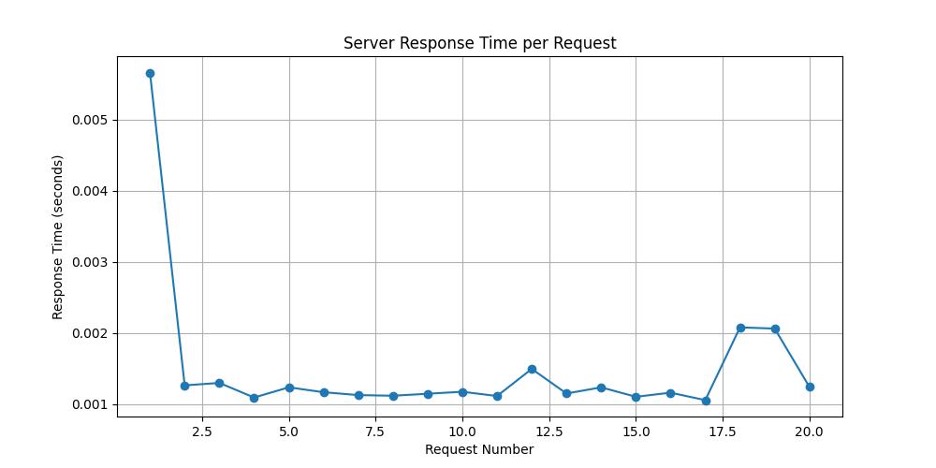 Server Response Time per Request
Response Time (seconds)
0.005
0.004
0.003
0.002
0.001
2.5 5.0 7.5 10.0 12.5 15.0 17.5 20.0
Request Number